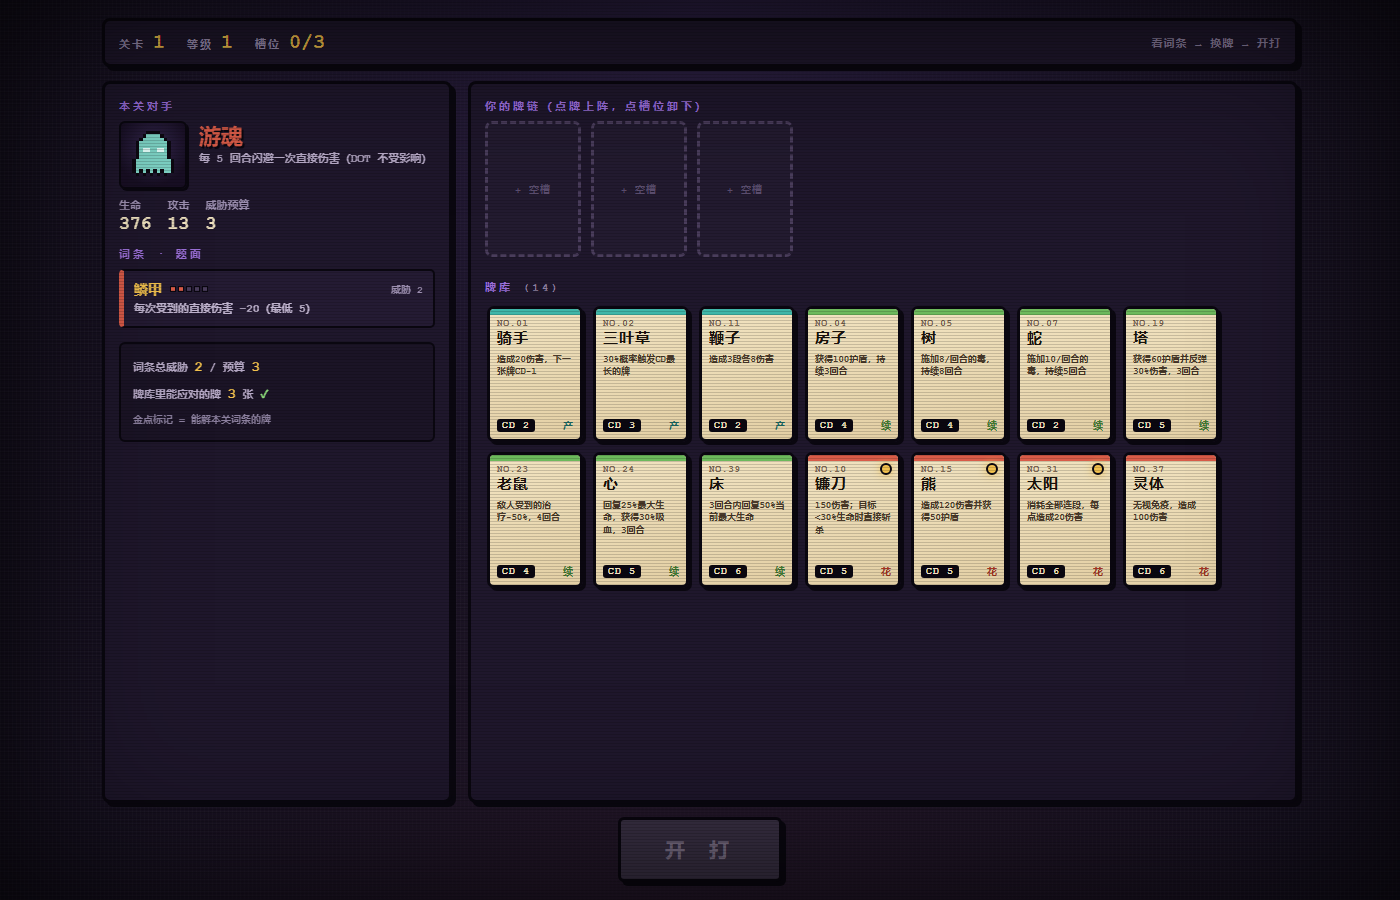 关卡 1 等级 1 槽位 0/3
看词条 → 换牌 → 开打
本关对手
游魂
每 5 回合闪避一次直接伤害 (DOT 不受影响)
生命 攻击 威胁预算
376 13 3
词条 · 题面
鳞甲 威胁 2
每次受到的直接伤害 -20 (最低 5)
词条总威胁 2 / 预算 3
牌库里能应对的牌 3 张 ✓
金点标记 = 能解本关词条的牌
你的牌链 (点牌上阵, 点槽位卸下)
+ 空槽 + 空槽 + 空槽
牌库 (14)
NO.01
骑手
造成20伤害, 下一
张牌CD-1
CD 2 产
NO.02
三叶草
30%概率触发CD最
长的牌
CD 3 产
NO.11
鞭子
造成3段各8伤害
CD 2 产
NO.04
房子
获得100护盾, 持
续3回合
CD 4 续
NO.05
树
施加8/回合的毒,
持续8回合
CD 4 续
NO.07
蛇
施加10/回合的
毒, 持续5回合
CD 2 续
NO.19
塔
获得60护盾并反弹
30%伤害, 3回合
CD 5 续
NO.23
老鼠
敌人受到的治
疗-50%, 4回合
CD 4 续
NO.24
心
回复25%最大生
命, 获得30%吸
血, 3回合
CD 5 续
NO.39
床
3回合内回复50%当
前最大生命
CD 6 续
NO.10
镰刀
150伤害; 目标
<30%生命时直接斩
杀
CD 5 花
NO.15
熊
造成120伤害并获
得50护盾
CD 5 花
NO.31
太阳
消耗全部连段, 每
点造成20伤害
CD 6 花
NO.37
灵体
无视免疫, 造成
100伤害
CD 6 花
开 打